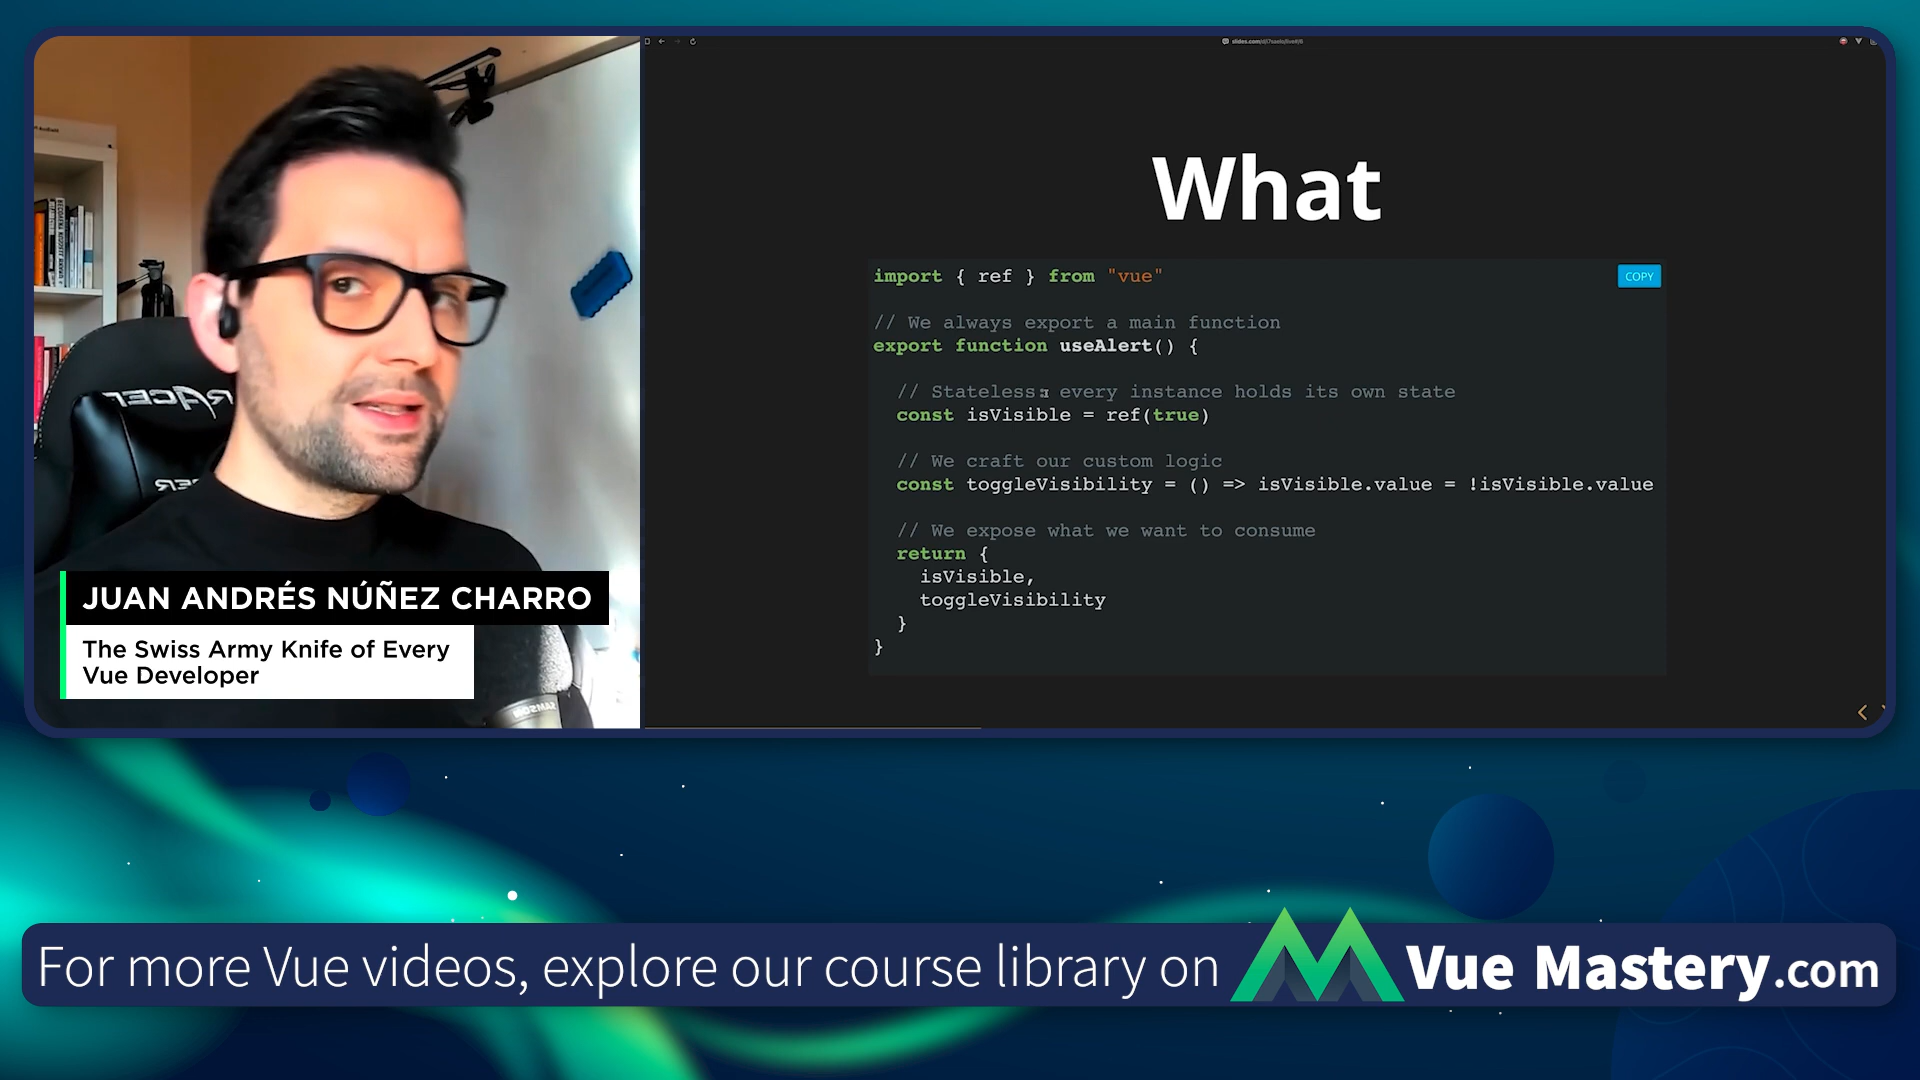 What
import { ref } from "vue"
COPY
// We always export a main function
export function useAlert() {
// Stateless: every instance holds its own state
const isVisible = ref(true)
// We craft our custom logic
const toggleVisibility = () => isVisible.value = !isVisible.value
// We expose what we want to consume
return {
isVisible,
toggleVisibility
}
}
JUAN ANDRÉS NÚÑEZ CHARRO
The Swiss Army Knife of Every
Vue Developer
For more Vue videos, explore our course library on Vue Mastery.com